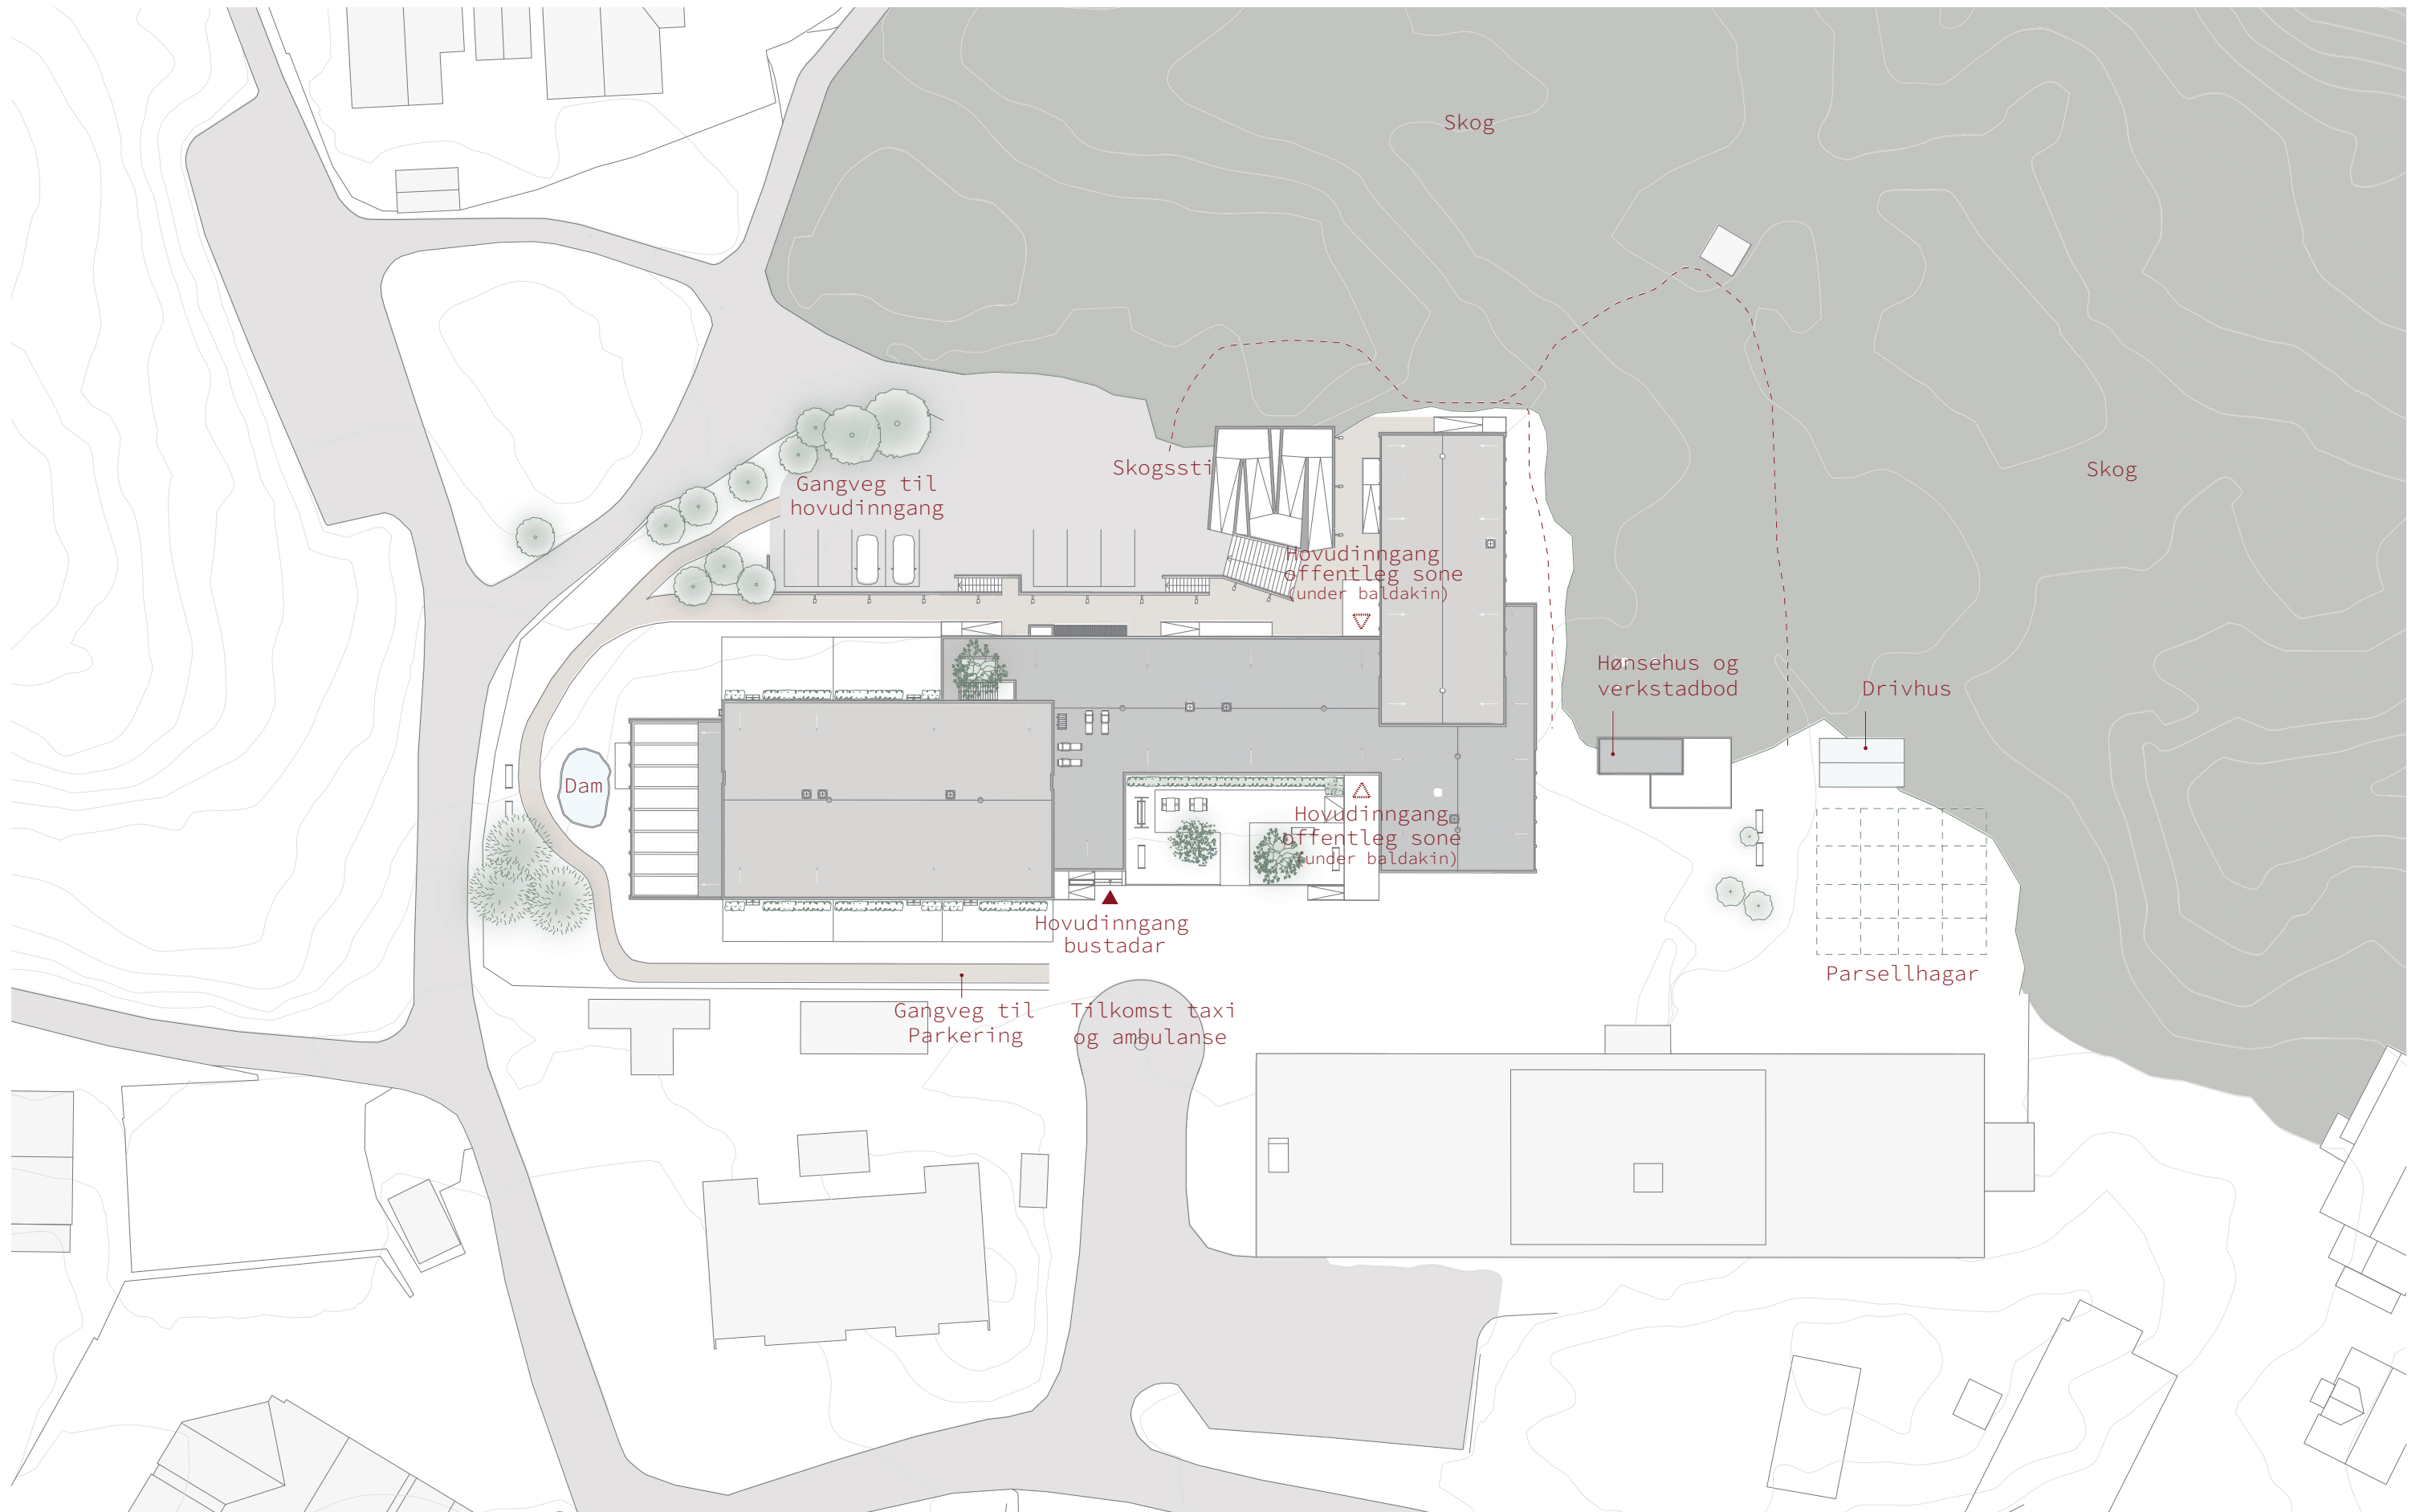 Skog
Skog
Skogssti
Gangveg til
hovudinngang
Hovudinngang
offentleg sone
(under baldakin)
Hønsehus og
verkstadbod
Drivhus
Dam
Hovudinngang
offentleg sone
(under baldakin)
Hovudinngang
bustadar
Parsellhagar
Gangveg til
Parkering
Tilkomst taxi
og ambulanse